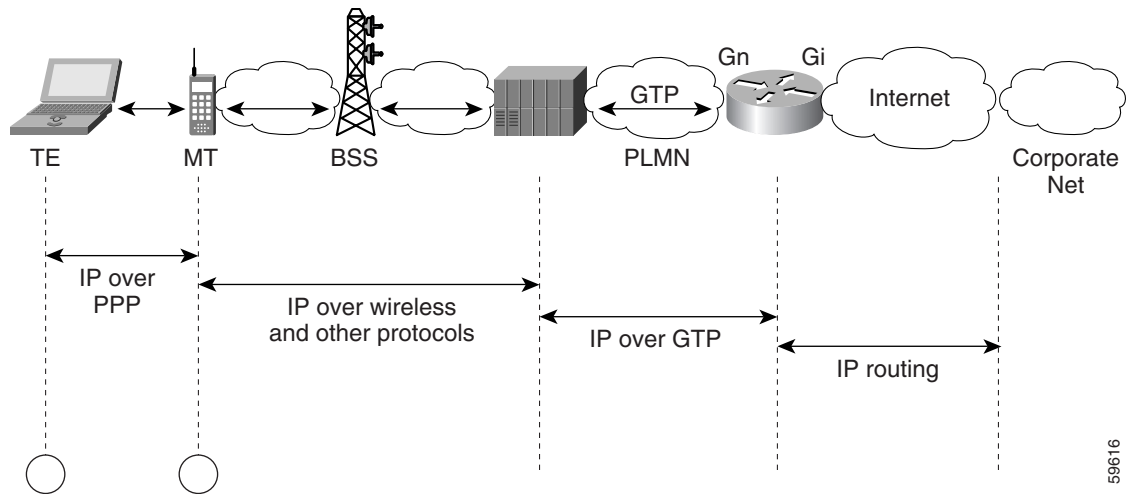 Gn
Gi
GTP
Internet
TE
MT
BSS
PLMN
Corporate
Net
IP over
PPP
IP over wireless
and other protocols
IP over GTP
IP routing
59616